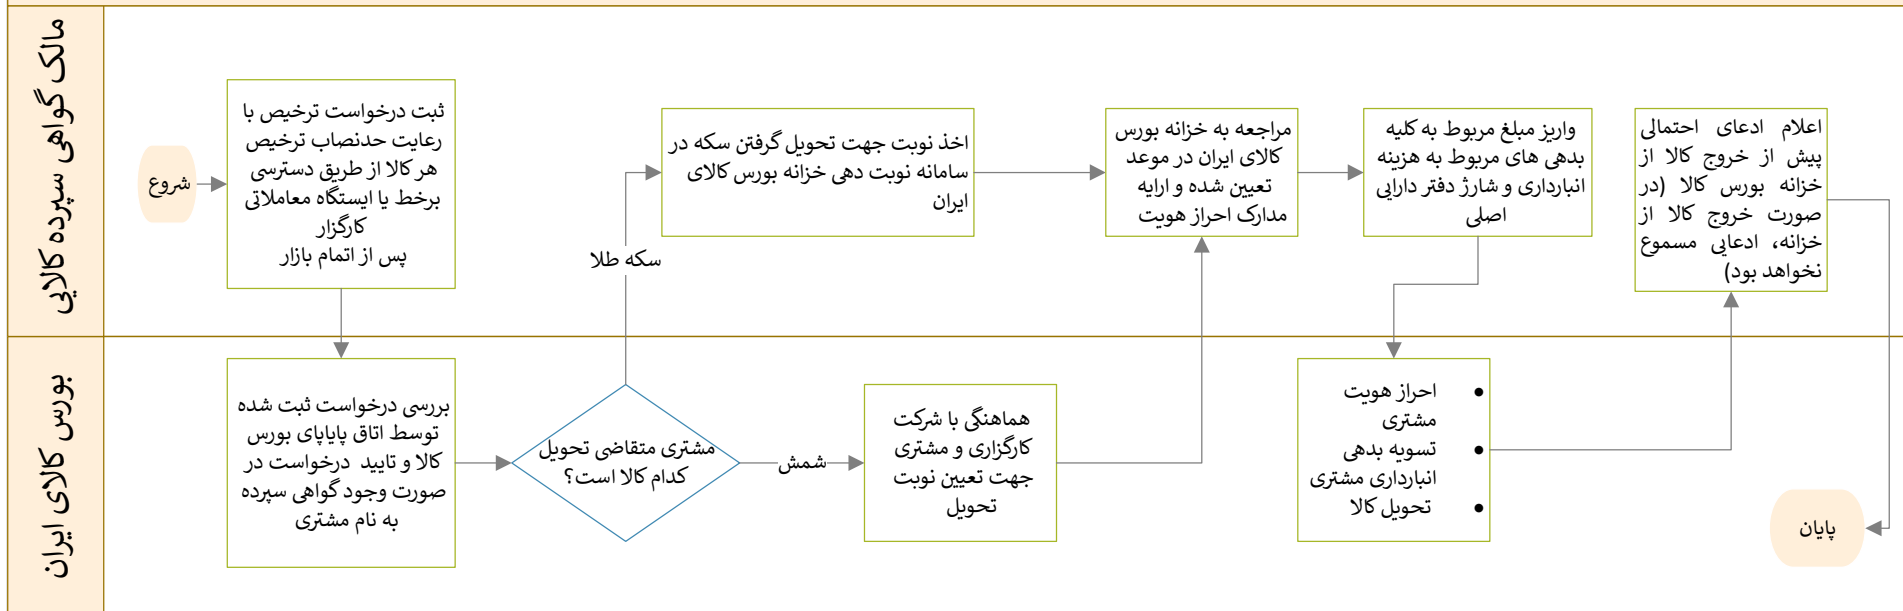 مالک گواهی سپرده کالایی
شروع
ثبت درخواست ترخیص با
رعایت حدنصاب ترخیص
هر کالا از طریق دسترسی
برخط یا ایستگاه معاملاتی
کارگزار
پس از اتمام بازار
سکه طلا
اخذ نوبت جهت تحویل گرفتن سکه در
سامانه نوبت دهی خزانه بورس کالای
ایران
مراجعه به خزانه بورس
کالای ایران در موعد
تعیین شده و ارایه
مدارک احراز هویت
واریز مبلغ مربوط به کلیه
بدهی های مربوط به هزینه
انبارداری و شارژ دفتر دارایی
اصلی
اعلام ادعای احتمالی
پیش از خروج کالا از
خزانه بورس کالا (در
صورت خروج کالا از
خزانه، ادعایی مسموع
نخواهد بود)
بورس کالای ایران
بررسی درخواست ثبت شده
توسط اتاق پایاپای بورس
کالا و تایید درخواست در
صورت وجود گواهی سپرده
به نام مشتری
مشتری متقاضی تحویل
کدام کالا است؟
شمش
هماهنگی با شرکت
کارگزاری و مشتری
جهت تعیین نوبت
تحویل
• احراز هویت
مشتری
• تسویه بدهی
انبارداری مشتری
• تحویل کالا
پایان